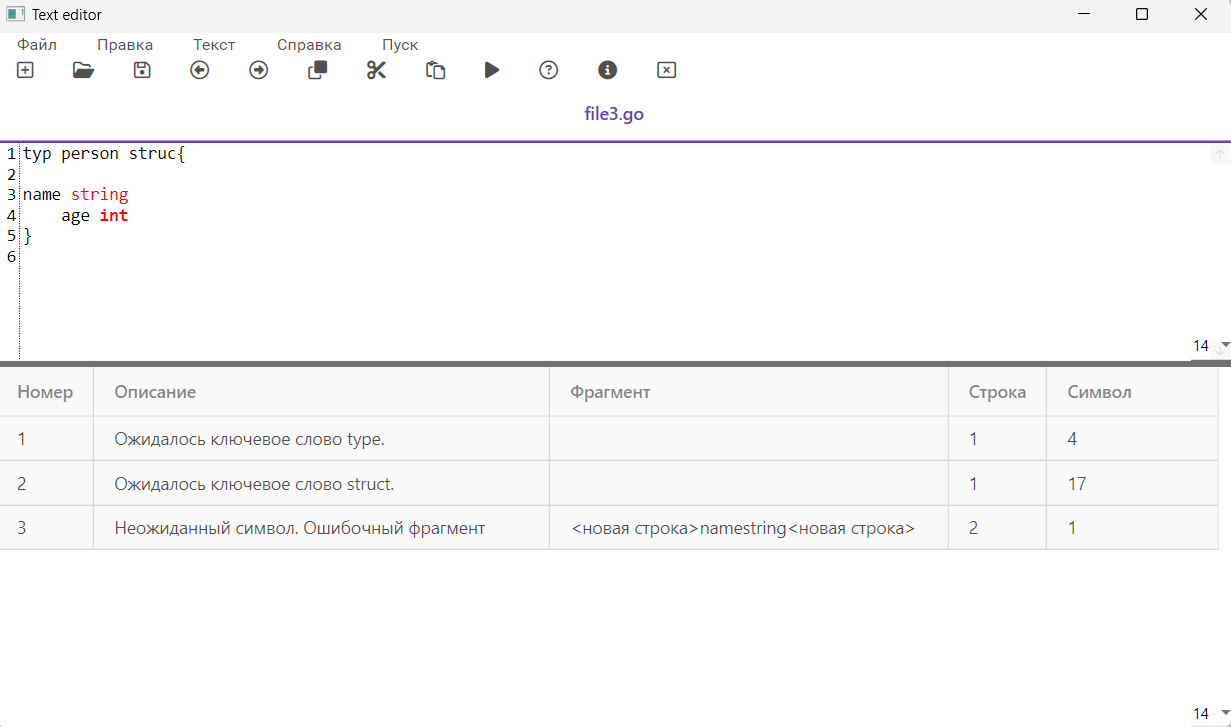 Text editor
Файл Правка Текст Справка Пуск
file3.go
1 typ person struc{
2
3 name string
4     age int
5 }
6
14
Номер Описание Фрагмент Строка Символ
1 Ожидалось ключевое слово type. 1 4
2 Ожидалось ключевое слово struct. 1 17
3 Неожиданный символ. Ошибочный фрагмент <новая строка>namestring<новая строка> 2 1
14